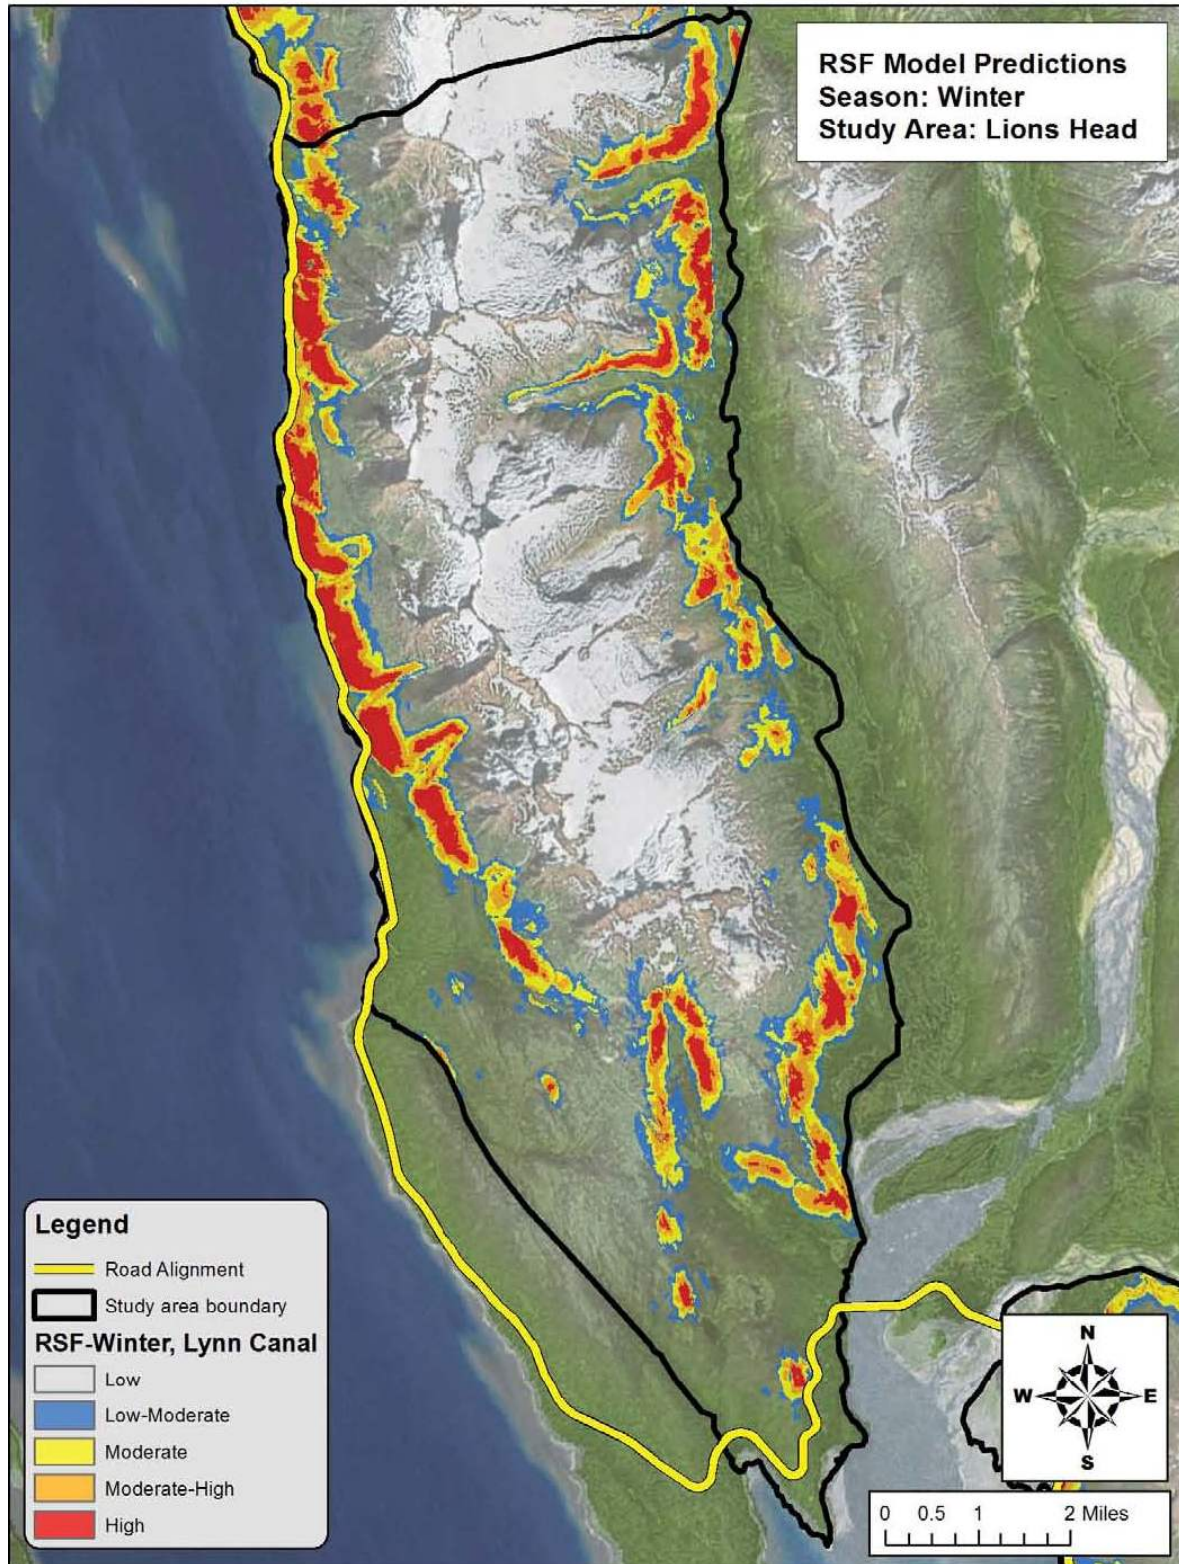 RSF Model Predictions
Season: Winter
Study Area: Lions Head
Legend
Road Alignment
Study area boundary
RSF-Winter, Lynn Canal
Low
Low-Moderate
Moderate
Moderate-High
High
N
W E
S
0 0.5 1 2 Miles